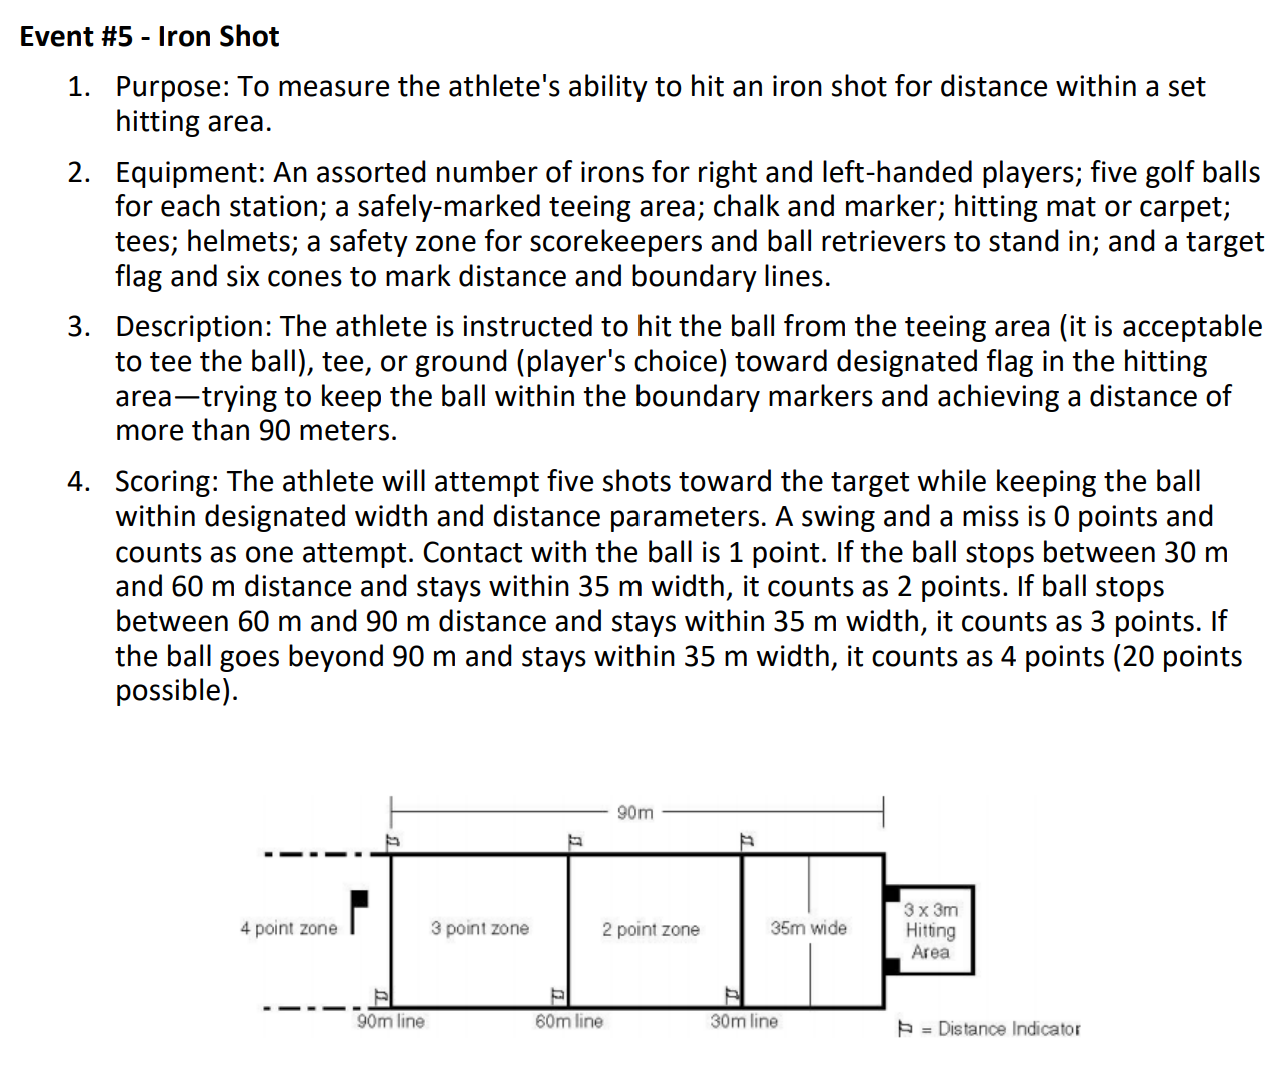 Event #5 - Iron Shot
1. Purpose: To measure the athlete's ability to hit an iron shot for distance within a set
hitting area.
2. Equipment: An assorted number of irons for right and left-handed players; five golf balls
for each station; a safely-marked teeing area; chalk and marker; hitting mat or carpet;
tees; helmets; a safety zone for scorekeepers and ball retrievers to stand in; and a target
flag and six cones to mark distance and boundary lines.
3. Description: The athlete is instructed to hit the ball from the teeing area (it is acceptable
to tee the ball), tee, or ground (player's choice) toward designated flag in the hitting
area—trying to keep the ball within the boundary markers and achieving a distance of
more than 90 meters.
4. Scoring: The athlete will attempt five shots toward the target while keeping the ball
within designated width and distance parameters. A swing and a miss is 0 points and
counts as one attempt. Contact with the ball is 1 point. If the ball stops between 30 m
and 60 m distance and stays within 35 m width, it counts as 2 points. If ball stops
between 60 m and 90 m distance and stays within 35 m width, it counts as 3 points. If
the ball goes beyond 90 m and stays within 35 m width, it counts as 4 points (20 points
possible).
90m
4 point zone
3 point zone
2 point zone
35m wide
3 x 3m
Hitting
Area
90m line
60m line
30m line
= Distance Indicator